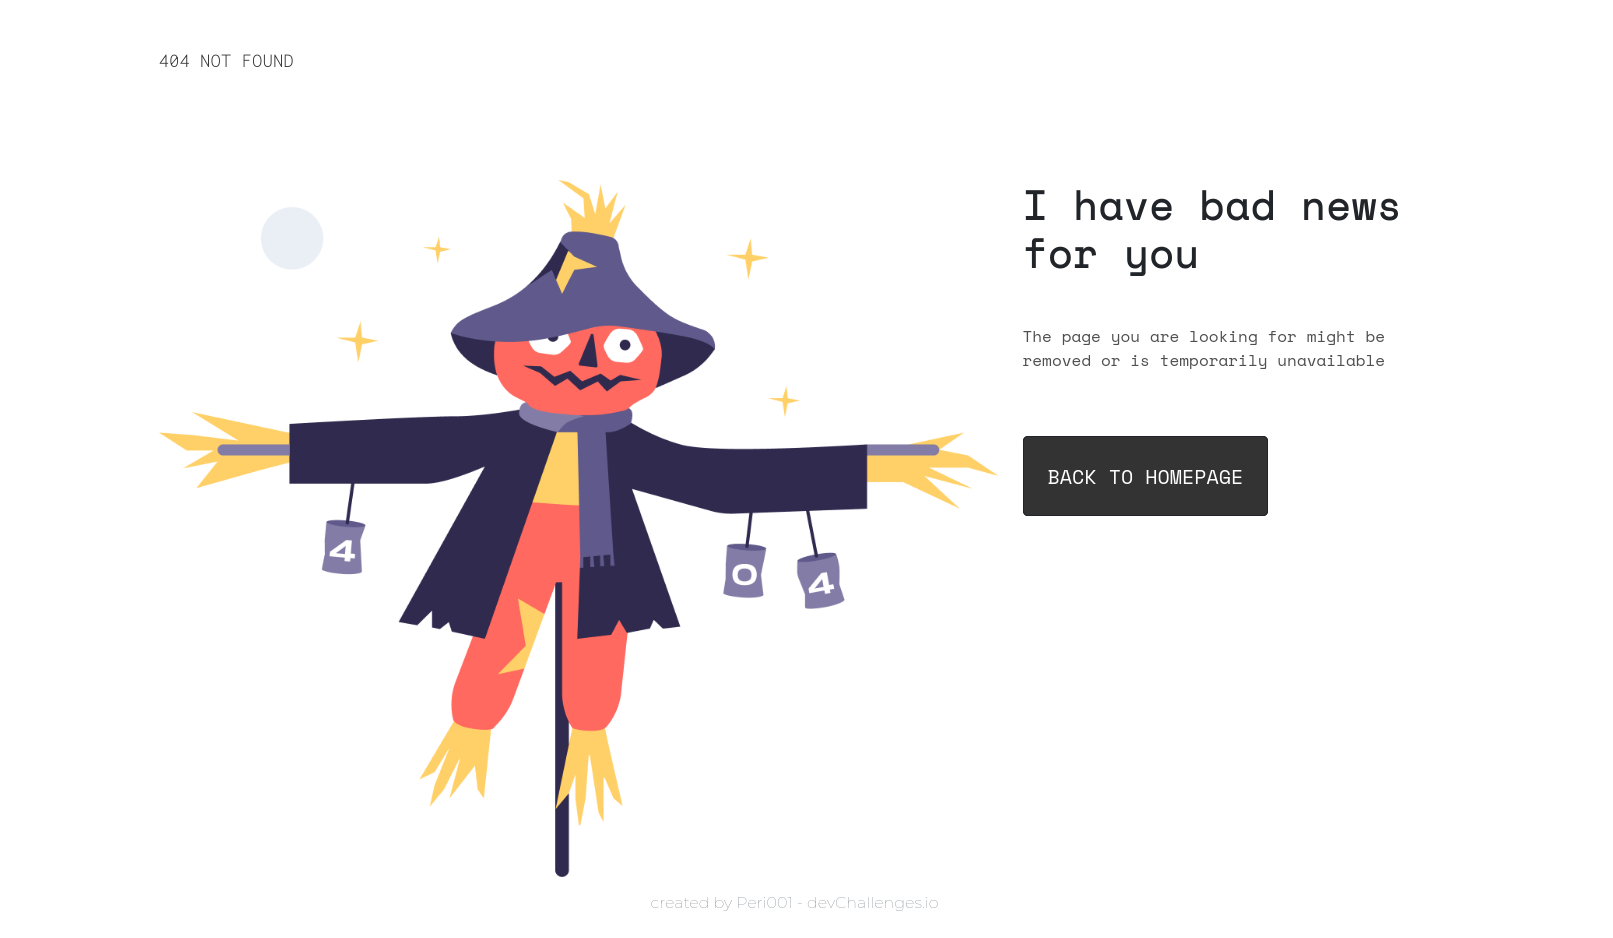 404 NOT FOUND
I have bad news
for you
The page you are looking for might be
removed or is temporarily unavailable
BACK TO HOMEPAGE
4
0
4
created by Peri001 - devChallenges.io